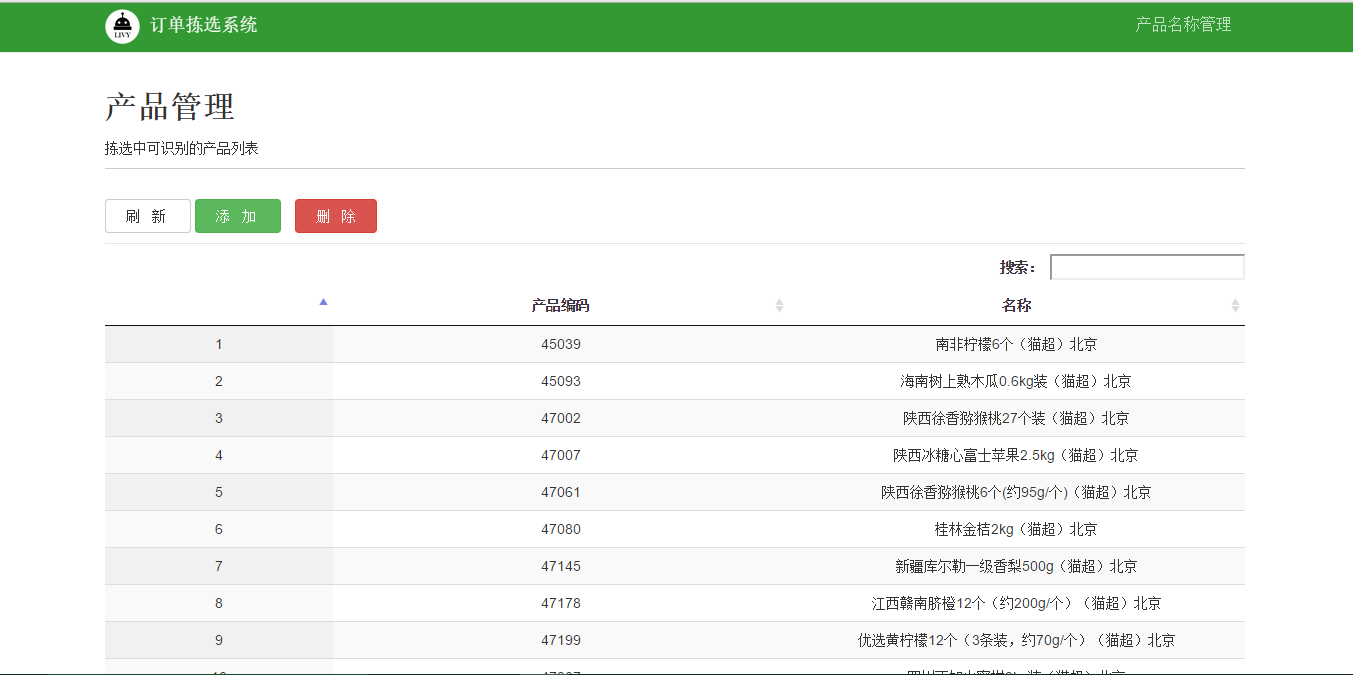 LIVY 订单拣选系统 产品名称管理
产品管理
拣选中可识别的产品列表
刷 新 添 加 删 除
搜索：
产品编码 名称
1 45039 南非柠檬6个（猫超）北京
2 45093 海南树上熟木瓜0.6kg装（猫超）北京
3 47002 陕西徐香猕猴桃27个装（猫超）北京
4 47007 陕西冰糖心富士苹果2.5kg（猫超）北京
5 47061 陕西徐香猕猴桃6个(约95g/个)（猫超）北京
6 47080 桂林金桔2kg（猫超）北京
7 47145 新疆库尔勒一级香梨500g（猫超）北京
8 47178 江西赣南脐橙12个（约200g/个）（猫超）北京
9 47199 优选黄柠檬12个（3条装，约70g/个）（猫超）北京